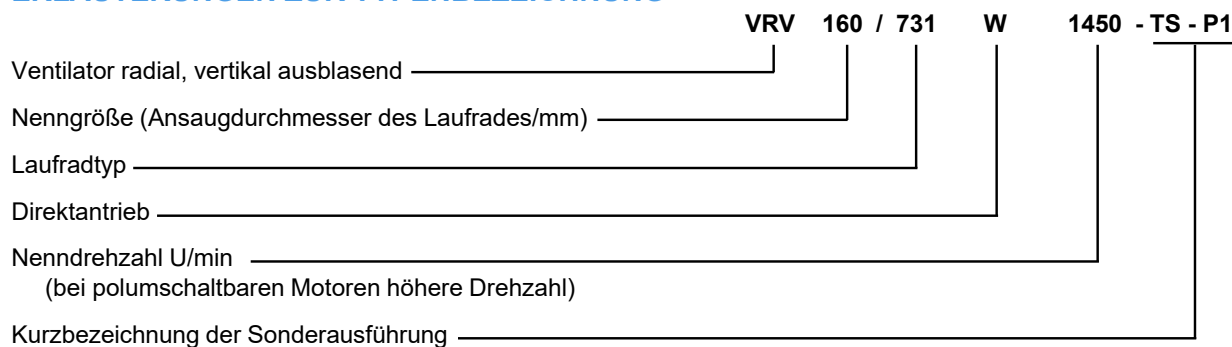 VRV 160 / 731 W 1450 - TS - P1
Ventilator radial, vertikal ausblasend
Nenngröße (Ansaugdurchmesser des Laufrades/mm)
Laufradtyp
Direktantrieb
Nenndrehzahl U/min
(bei polumschaltbaren Motoren höhere Drehzahl)
Kurzbezeichnung der Sonderausführung